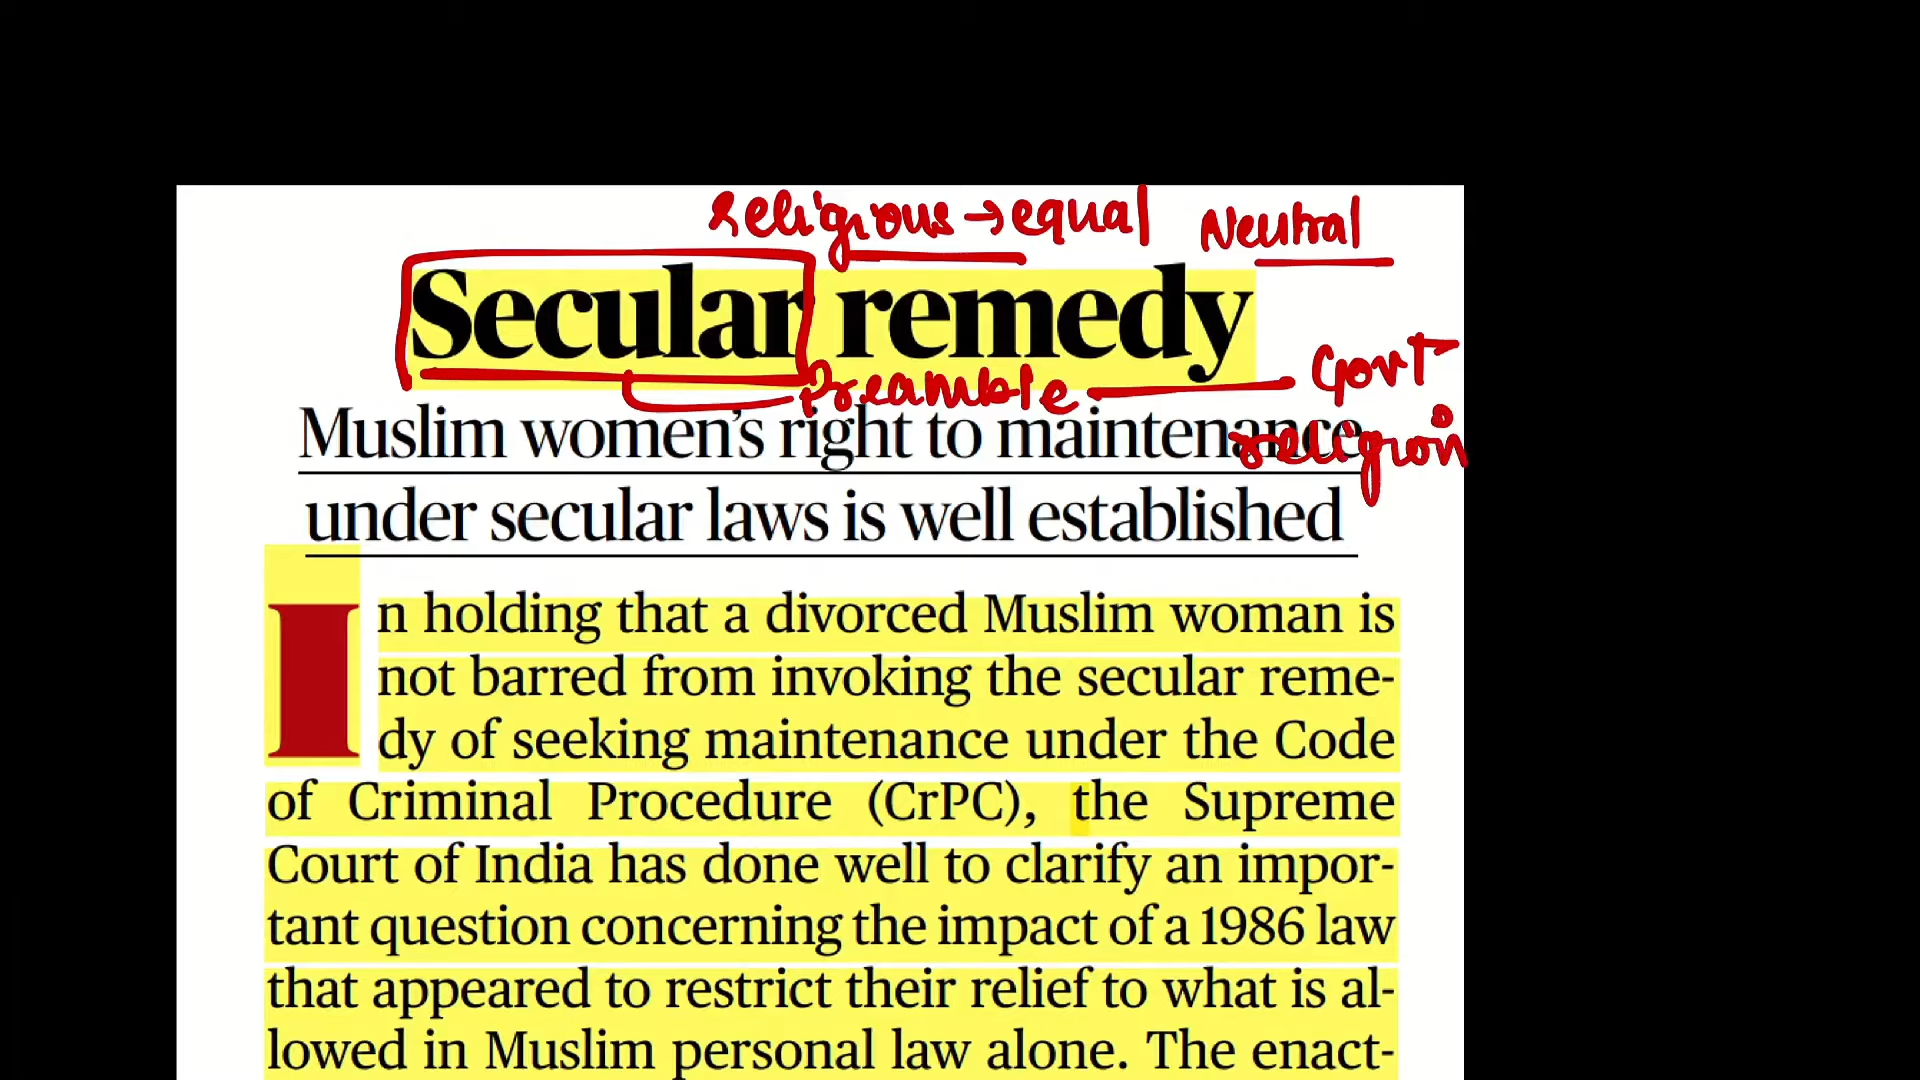 Religious → equal Neutral
Secular remedy
Preamble Govt
religion
Muslim women's right to maintenance
under secular laws is well established
In holding that a divorced Muslim woman is
not barred from invoking the secular reme-
dy of seeking maintenance under the Code
of Criminal Procedure (CrPC), the Supreme
Court of India has done well to clarify an impor-
tant question concerning the impact of a 1986 law
that appeared to restrict their relief to what is al-
lowed in Muslim personal law alone. The enact-